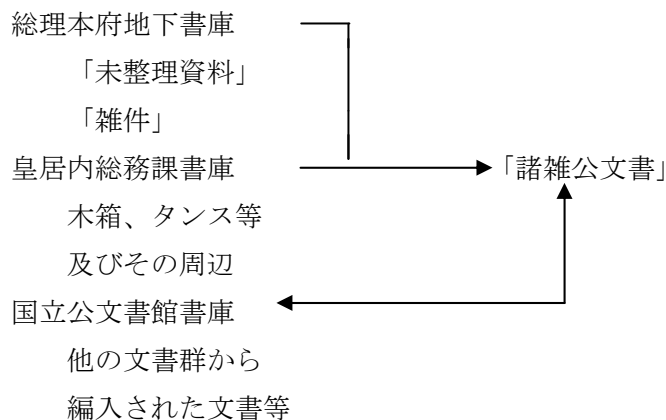 総理本府地下書庫
「未整理資料」
「雑件」
皇居内総務課書庫
「諸雑公文書」
木箱、タンス等
及びその周辺
国立公文書館書庫
他の文書群から
編入された文書等